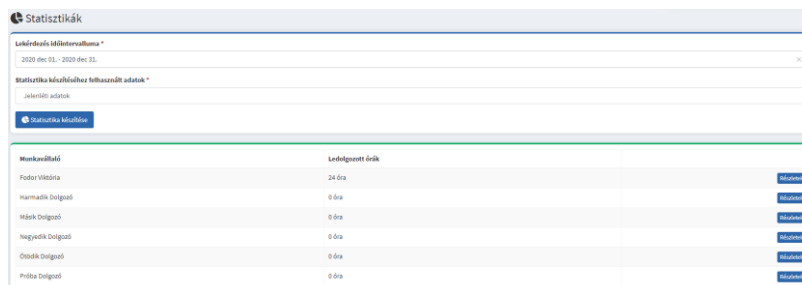 Statisztikák
Lekérdezés időintervalluma *
2020 dec 01. - 2020 dec 31.
Statisztika készítéséhez felhasznált adatok *
Jelenléti adatok
Statisztika készítése
Munkavállaló Ledolgozott órák
Fodor Viktória 24 óra Részletek
Harmadik Dolgozó 0 óra Részletek
Másik Dolgozó 0 óra Részletek
Negyedik Dolgozó 0 óra Részletek
Ötödik Dolgozó 0 óra Részletek
Próba Dolgozó 0 óra Részletek